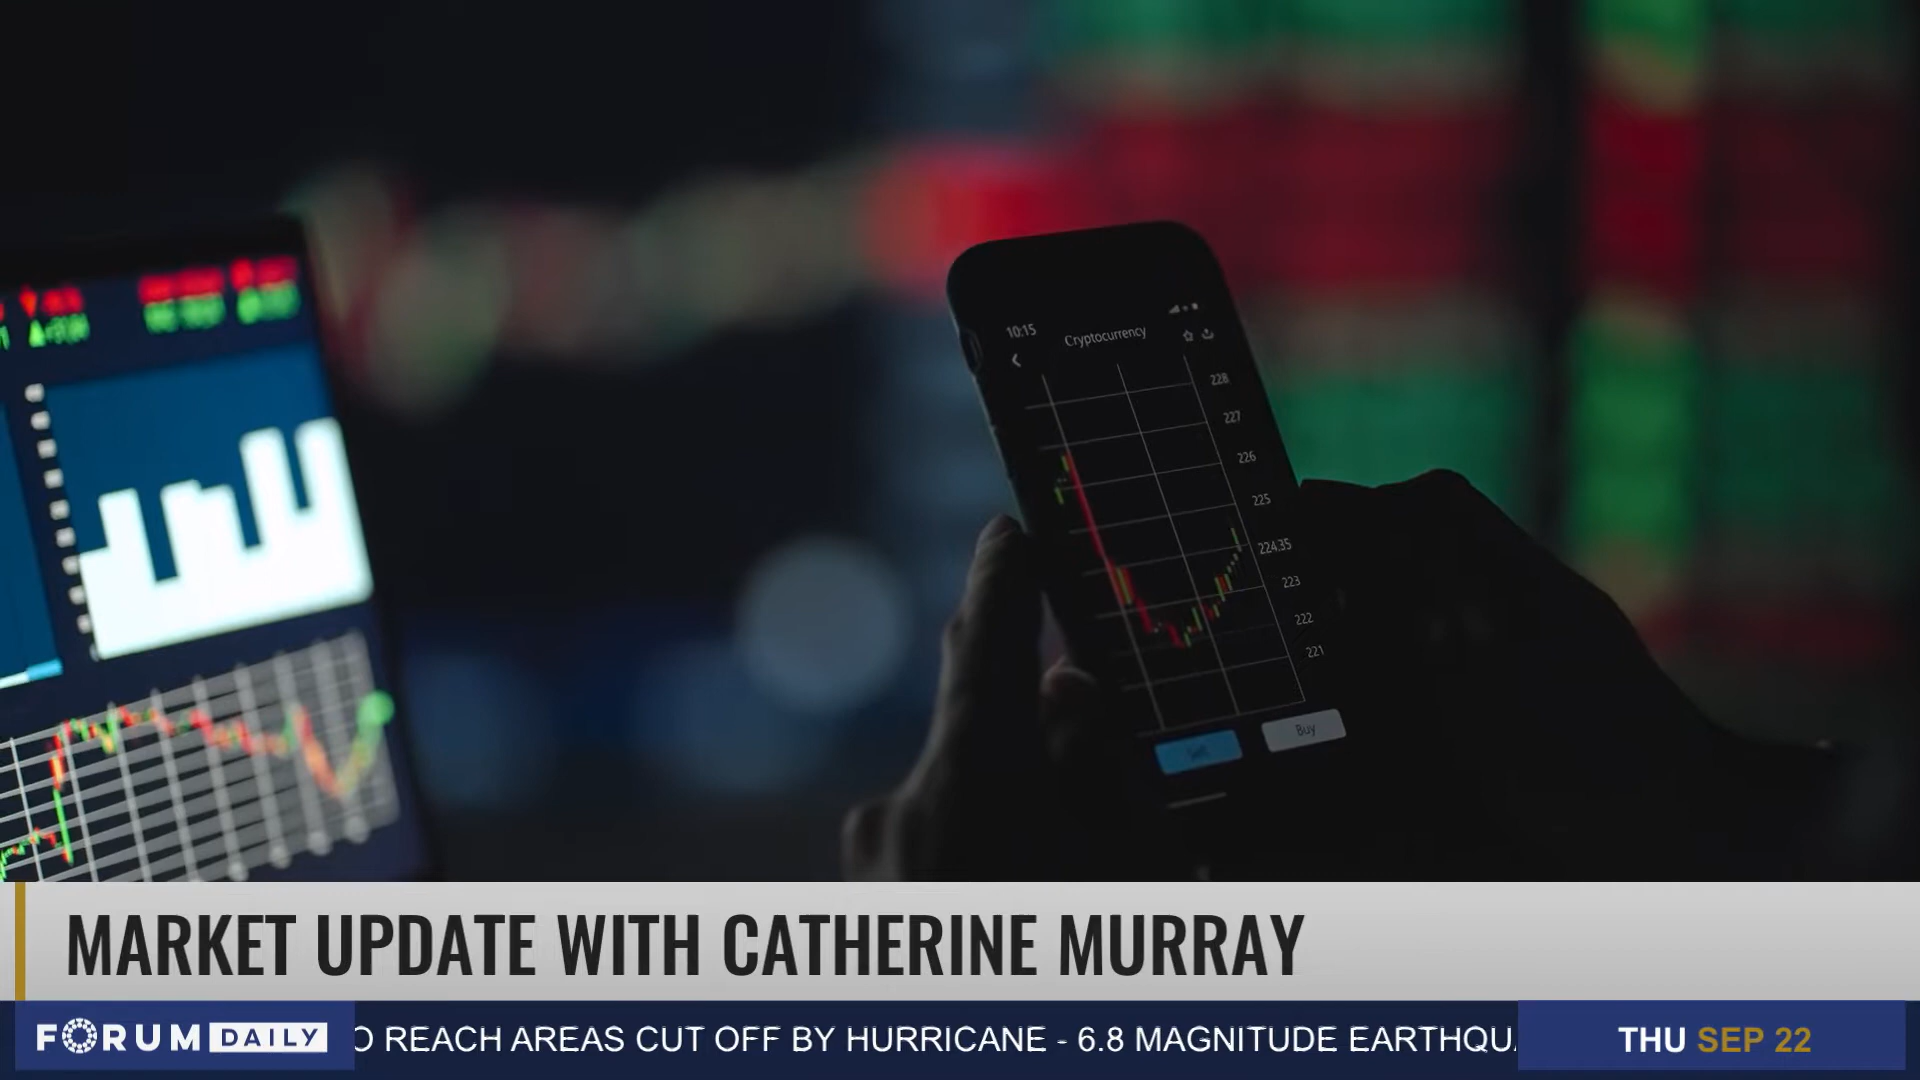 10:15
Cryptocurrency
228
227
226
225
224.35
223
222
221
Buy
MARKET UPDATE WITH CATHERINE MURRAY
FORUM DAILY
O REACH AREAS CUT OFF BY HURRICANE - 6.8 MAGNITUDE EARTHQU
THU SEP 22